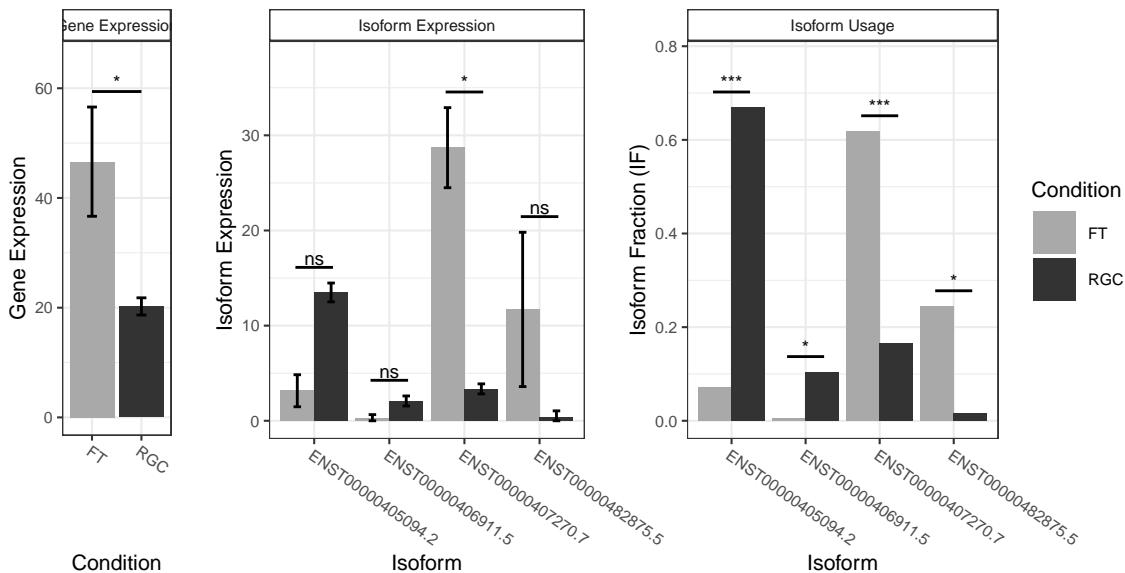 Gene Expression
Isoform Expression
Isoform Usage
Gene Expression
0
20
40
60
*
FT
RGC
Condition
Isoform Expression
0
10
20
30
ns
ns
*
ns
ENST00000405094.2
ENST00000406911.5
ENST00000407270.7
ENST00000482875.5
Isoform
Isoform Fraction (IF)
0.0
0.2
0.4
0.6
0.8
***
*
***
*
ENST00000405094.2
ENST00000406911.5
ENST00000407270.7
ENST00000482875.5
Isoform
Condition
FT
RGC